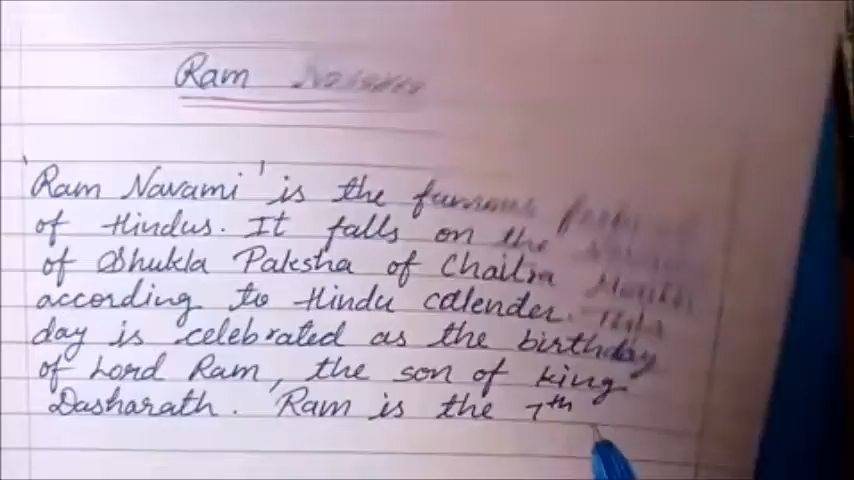 Ram
'Ram Navami' is the famous
of Hindus. It falls on the
of Shukla Paksha of Chaitra Month
according to Hindu calender. This
day is celebrated as the birthday
of Lord Ram, the son of king
Dasharath. Ram is the 7th